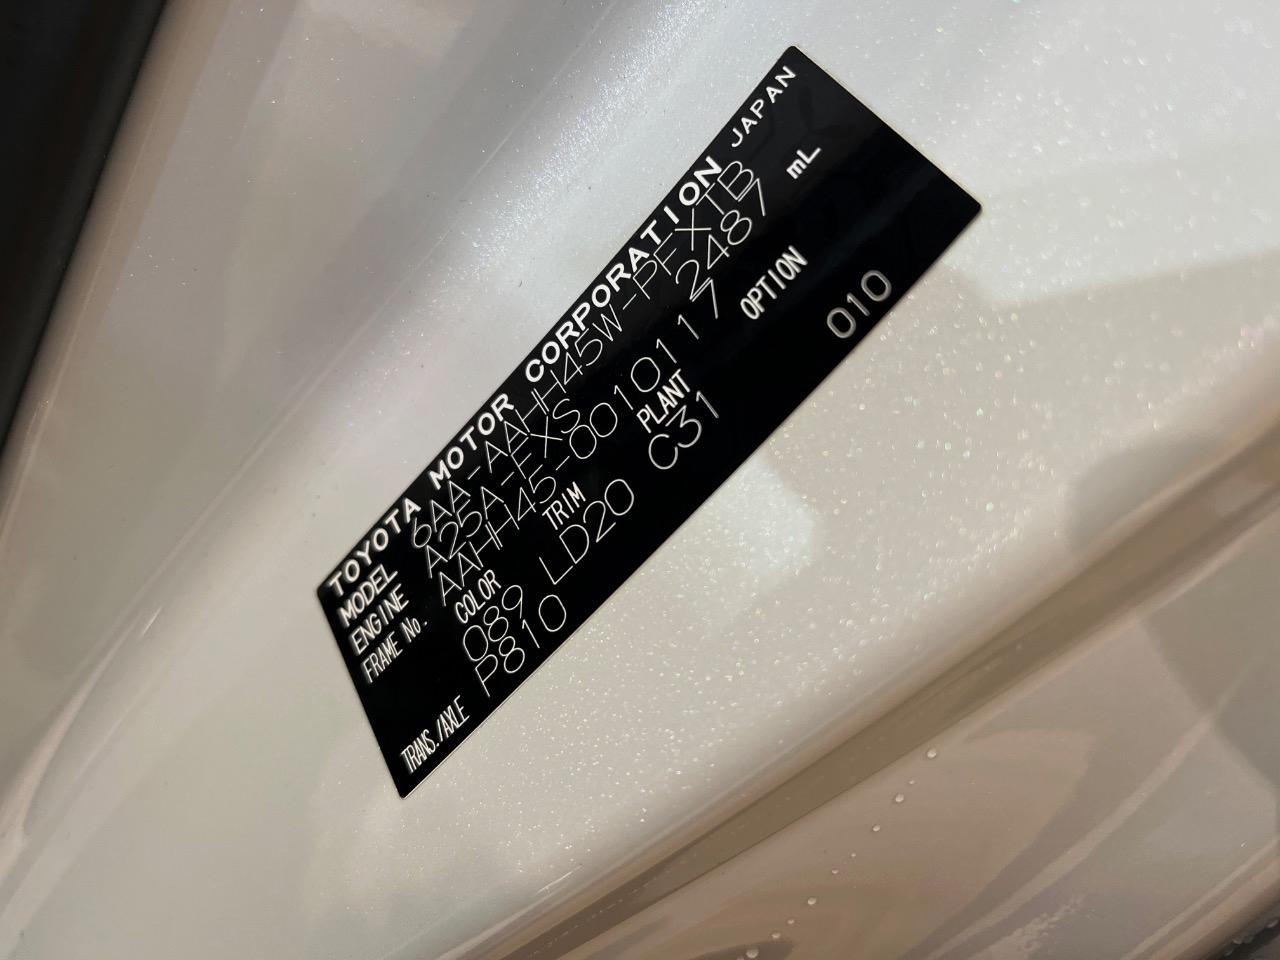 TOYOTA MOTOR CORPORATION JAPAN
MODEL 6AA-AAHH45W-PFXTB
ENGINE A25A-FXS 2487 mL
FRAME No. AAHH45-0010117
COLOR TRIM PLANT OPTION
089 LD20 C31
TRANS./AXLE P810 010